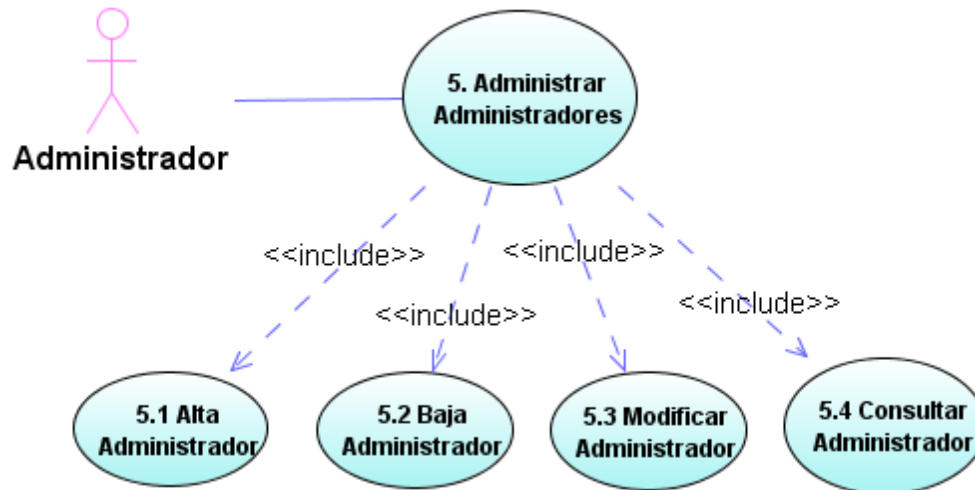 5. Administrar
Administradores
Administrador
<<include>>
<<include>>
<<include>>
<<include>>
5.1 Alta
Administrador
5.2 Baja
Administrador
5.3 Modificar
Administrador
5.4 Consultar
Administrador